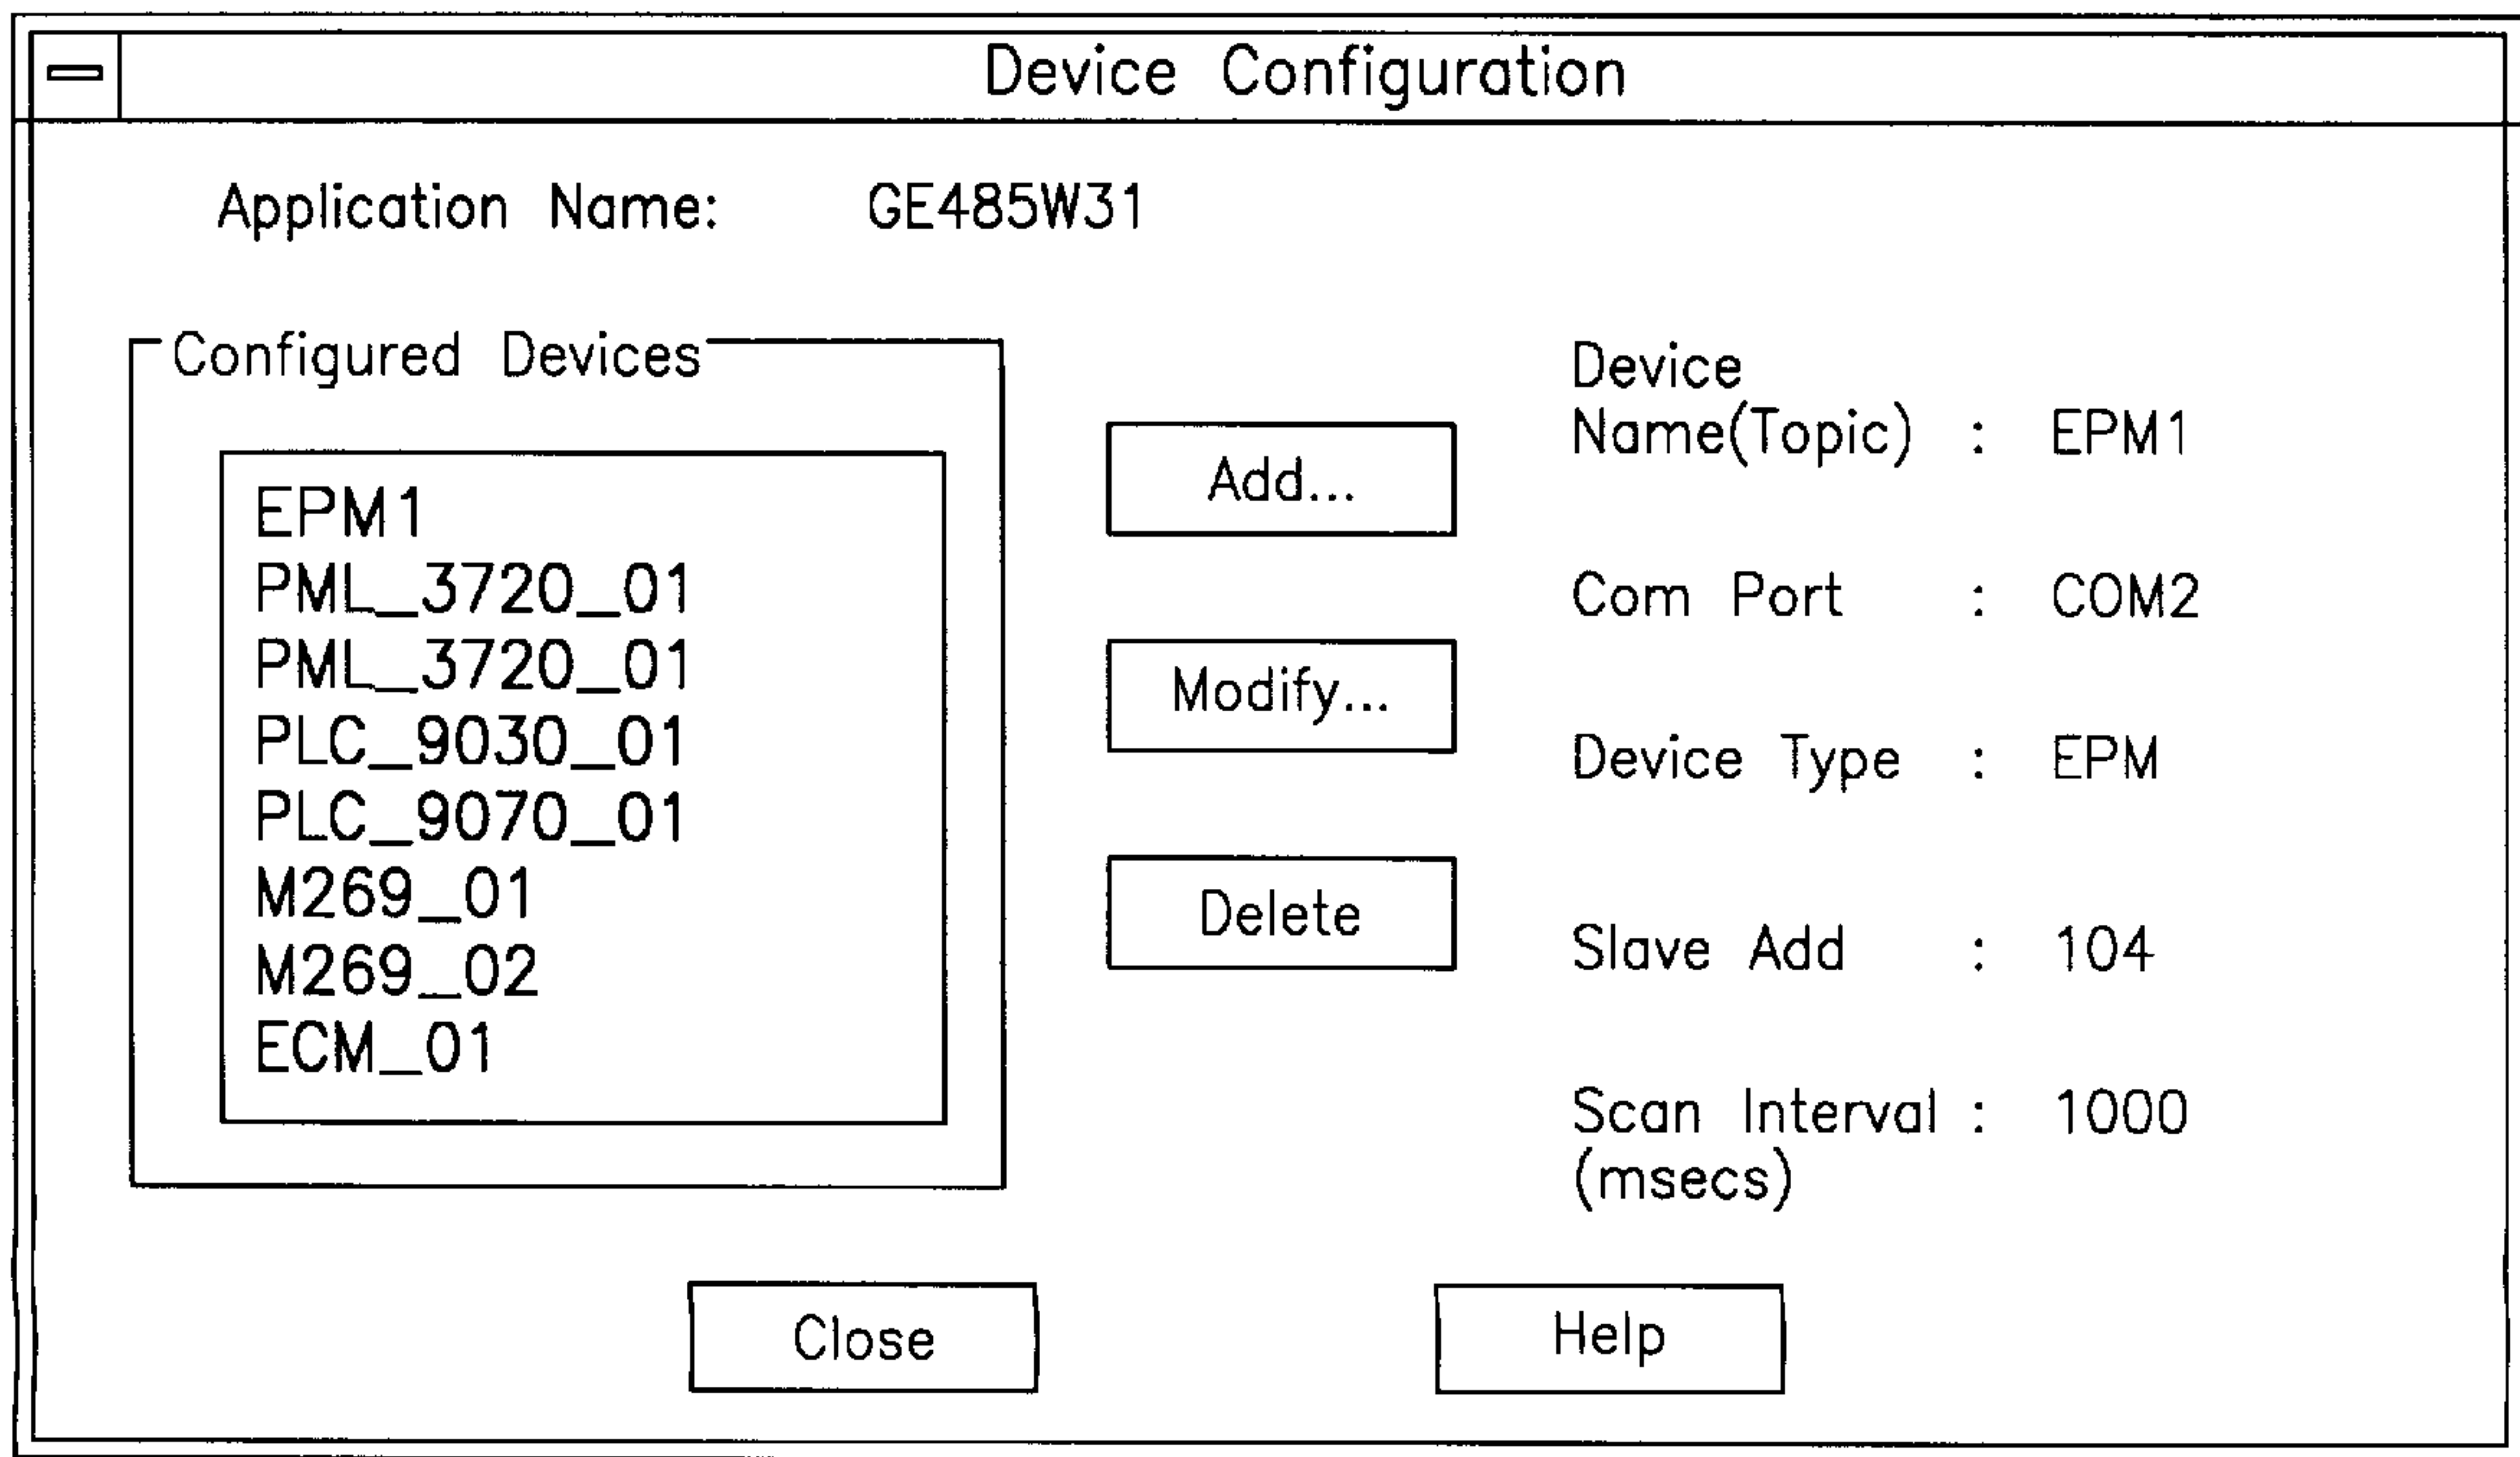 Device Configuration
Application Name: GE485W31
Configured Devices
EPM1
PML_3720_01
PML_3720_01
PLC_9030_01
PLC_9070_01
M269_01
M269_02
ECM_01
Add...
Modify...
Delete
Device
Name(Topic) : EPM1
Com Port : COM2
Device Type : EPM
Slave Add : 104
Scan Interval : 1000
(msecs)
Close
Help